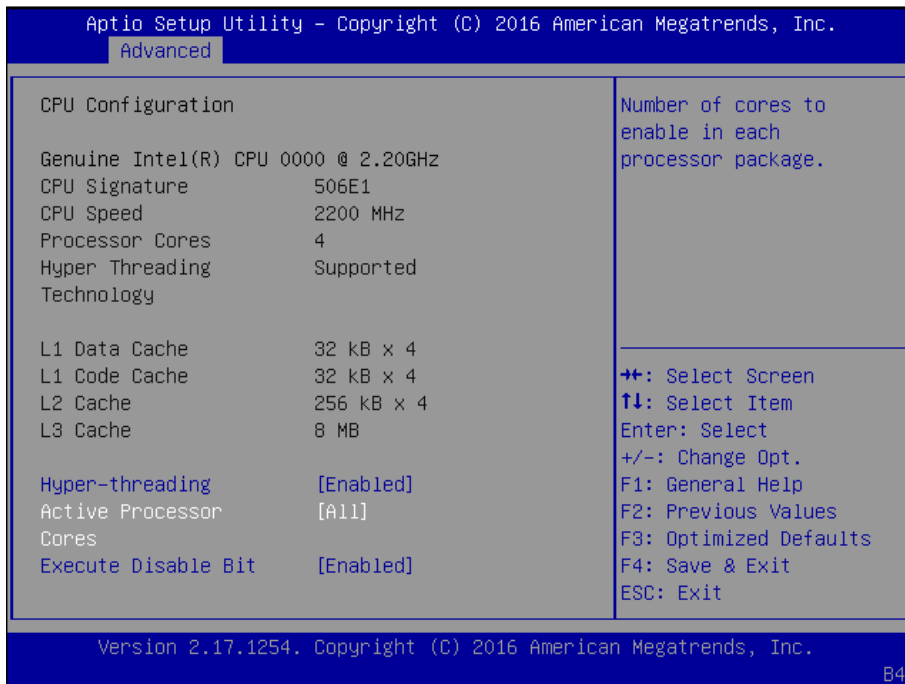 Aptio Setup Utility – Copyright (C) 2016 American Megatrends, Inc.
Advanced
CPU Configuration
Genuine Intel(R) CPU 0000 @ 2.20GHz
CPU Signature 506E1
CPU Speed 2200 MHz
Processor Cores 4
Hyper Threading Supported
Technology
L1 Data Cache 32 kB x 4
L1 Code Cache 32 kB x 4
L2 Cache 256 kB x 4
L3 Cache 8 MB
Hyper-threading [Enabled]
Active Processor [All]
Cores
Execute Disable Bit [Enabled]
Number of cores to
enable in each
processor package.
→←: Select Screen
↑↓: Select Item
Enter: Select
+/-: Change Opt.
F1: General Help
F2: Previous Values
F3: Optimized Defaults
F4: Save & Exit
ESC: Exit
Version 2.17.1254. Copyright (C) 2016 American Megatrends, Inc.
B4